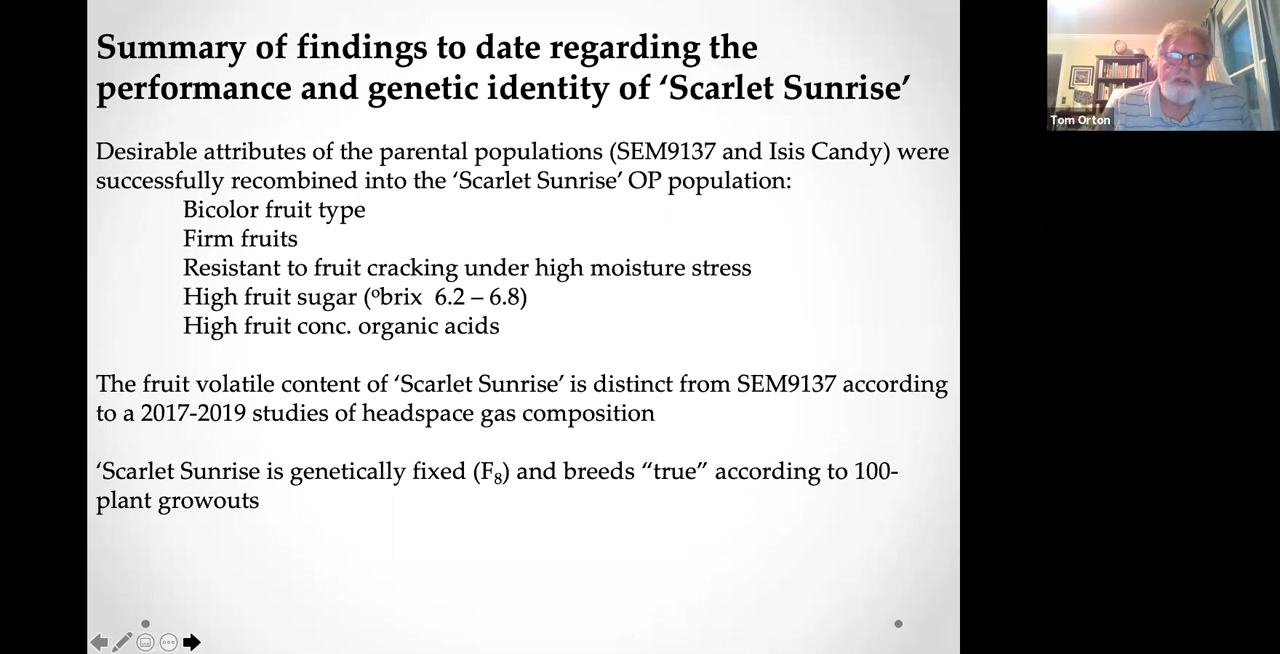 Summary of findings to date regarding the
performance and genetic identity of ‘Scarlet Sunrise’
Desirable attributes of the parental populations (SEM9137 and Isis Candy) were
successfully recombined into the ‘Scarlet Sunrise’ OP population:
Bicolor fruit type
Firm fruits
Resistant to fruit cracking under high moisture stress
High fruit sugar (ºbrix 6.2 – 6.8)
High fruit conc. organic acids
The fruit volatile content of ‘Scarlet Sunrise’ is distinct from SEM9137 according
to a 2017-2019 studies of headspace gas composition
‘Scarlet Sunrise is genetically fixed (F₈) and breeds “true” according to 100-
plant growouts
Tom Orton